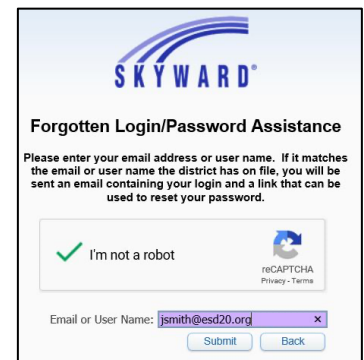 SKYWARD®
Forgotten Login/Password Assistance
Please enter your email address or user name. If it matches
the email or user name the district has on file, you will be
sent an email containing your login and a link that can be
used to reset your password.
I'm not a robot
reCAPTCHA
Privacy - Terms
Email or User Name: jsmith@esd20.org ×
Submit Back